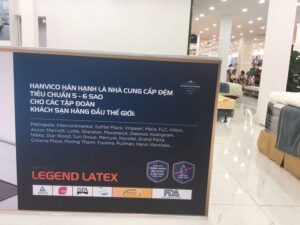 HANVICO HÂN HẠNH LÀ NHÀ CUNG CẤP ĐỆM
TIÊU CHUẨN 5 - 6 SAO
CHO CÁC TẬP ĐOÀN
KHÁCH SẠN HÀNG ĐẦU THẾ GIỚI:
Metropole, Intercontinental, Sofitel Plaza, Vinpearl, Melia, FLC, Hilton
Accor, Marriott, Lotte, Sheraton, Movenpick, Daewoo, Keangnam,
Nikko, Star Wood, Sun Group, Mercure, Novotel, Grand Plaza,
Crowne Plaza, Mường Thanh, Furama, Pullman, Hanoi Westlake...
LEGEND LATEX